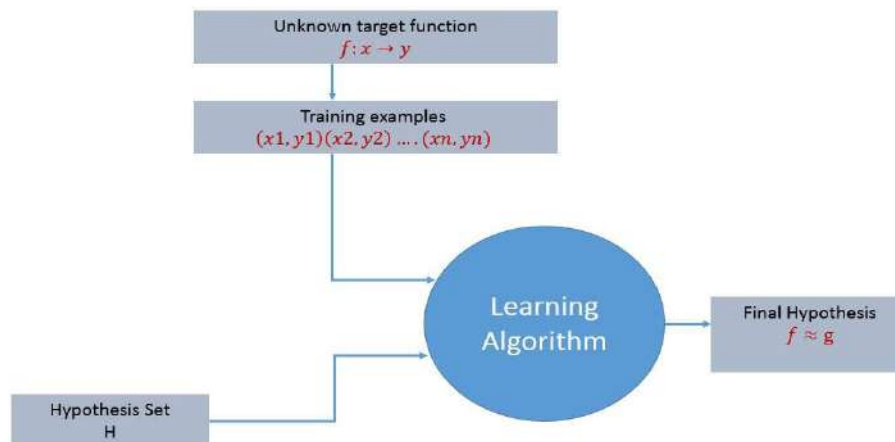 Unknown target function
f: x → y
Training examples
(x1, y1)(x2, y2) .... (xn, yn)
Learning
Algorithm
Final Hypothesis
f ≈ g
Hypothesis Set
H